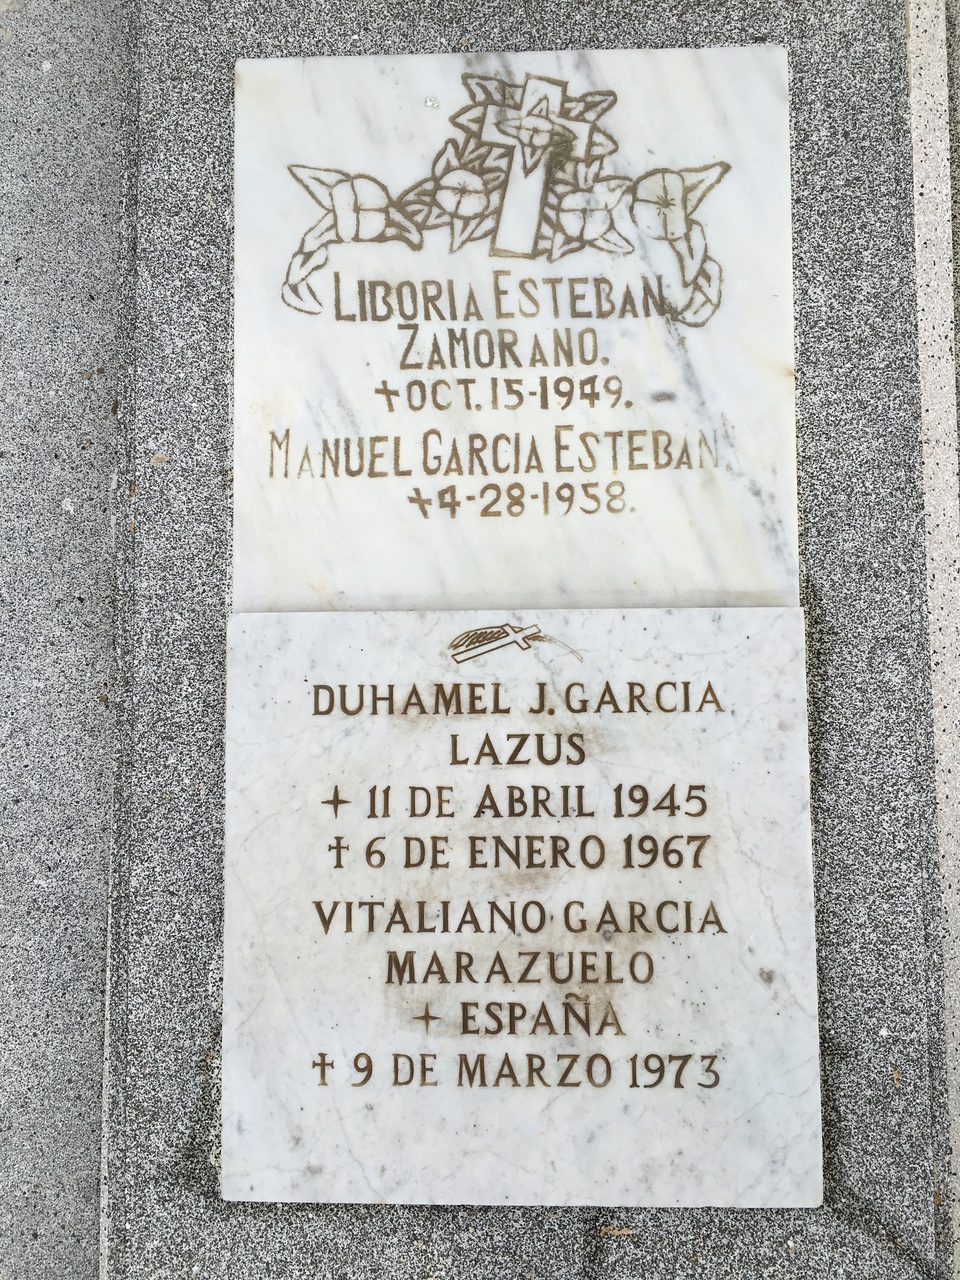 LIBORIA ESTEBAN
ZAMORANO.
✝OCT.15-1949.
MANUEL GARCIA ESTEBAN
✝4-28-1958.
DUHAMEL J. GARCIA
LAZUS
✦ 11 DE ABRIL 1945
✝ 6 DE ENERO 1967
VITALIANO GARCIA
MARAZUELO
✦ ESPAÑA
✝ 9 DE MARZO 1973